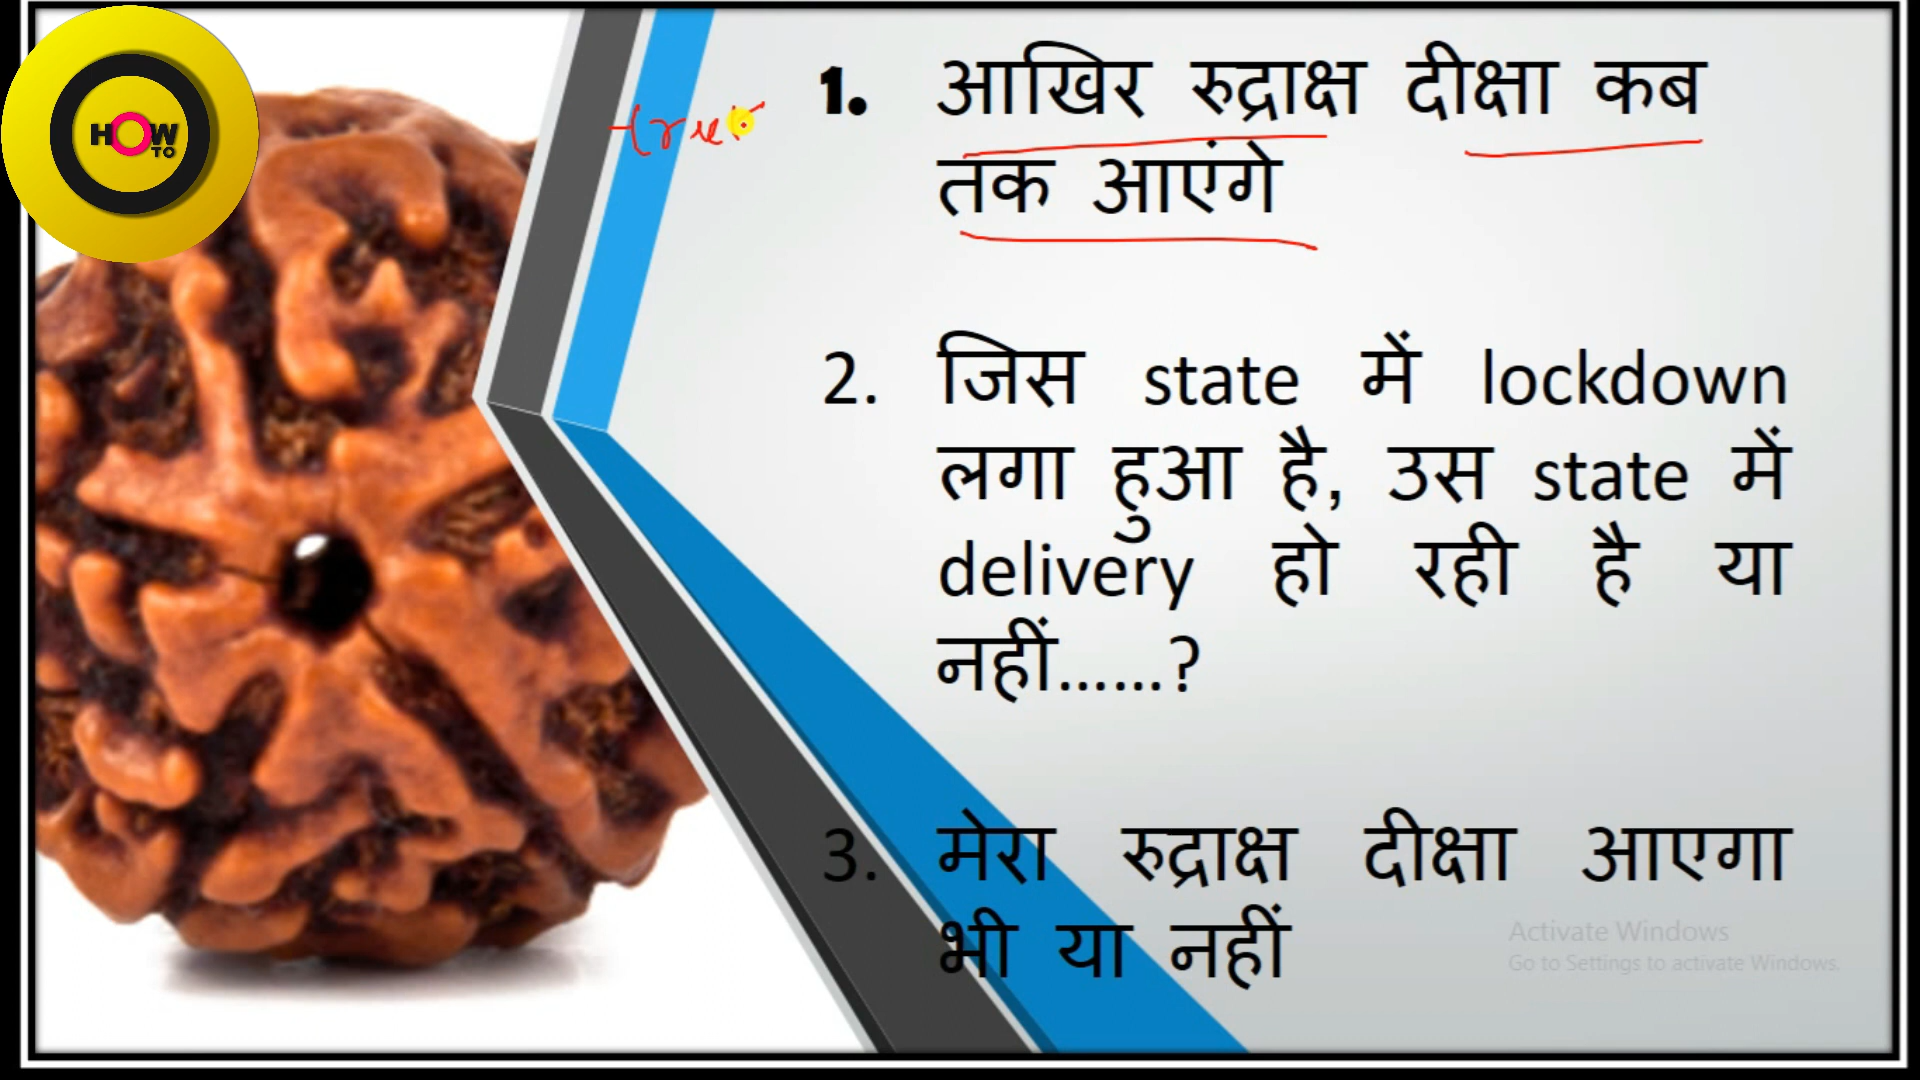 HOW
TO
1. आखिर रुद्राक्ष दीक्षा कब
तक आएंगे
2. जिस state में lockdown
लगा हुआ है, उस state में
delivery हो रही है या
नहीं......?
3. मेरा रुद्राक्ष दीक्षा आएगा
भी या नहीं
Activate Windows
Go to Settings to activate Windows.